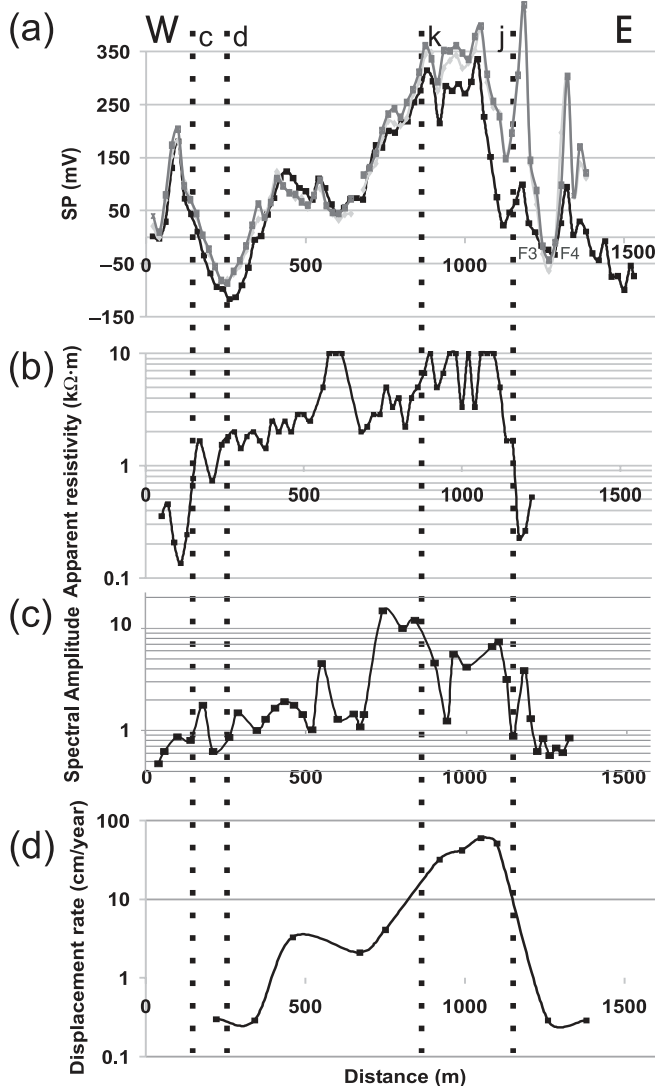 (a) W c d k j E
350
250
150
50
−50
−150
SP (mV)
0 500 1000 1500
F3 F4
(b)
10
1
0.1
Apparent resistivity (kΩ·m)
0 500 1000 1500
(c)
10
1
Spectral Amplitude
0 500 1000 1500
(d)
100
10
1
0.1
Displacement rate (cm/year)
0 500 1000 1500
Distance (m)